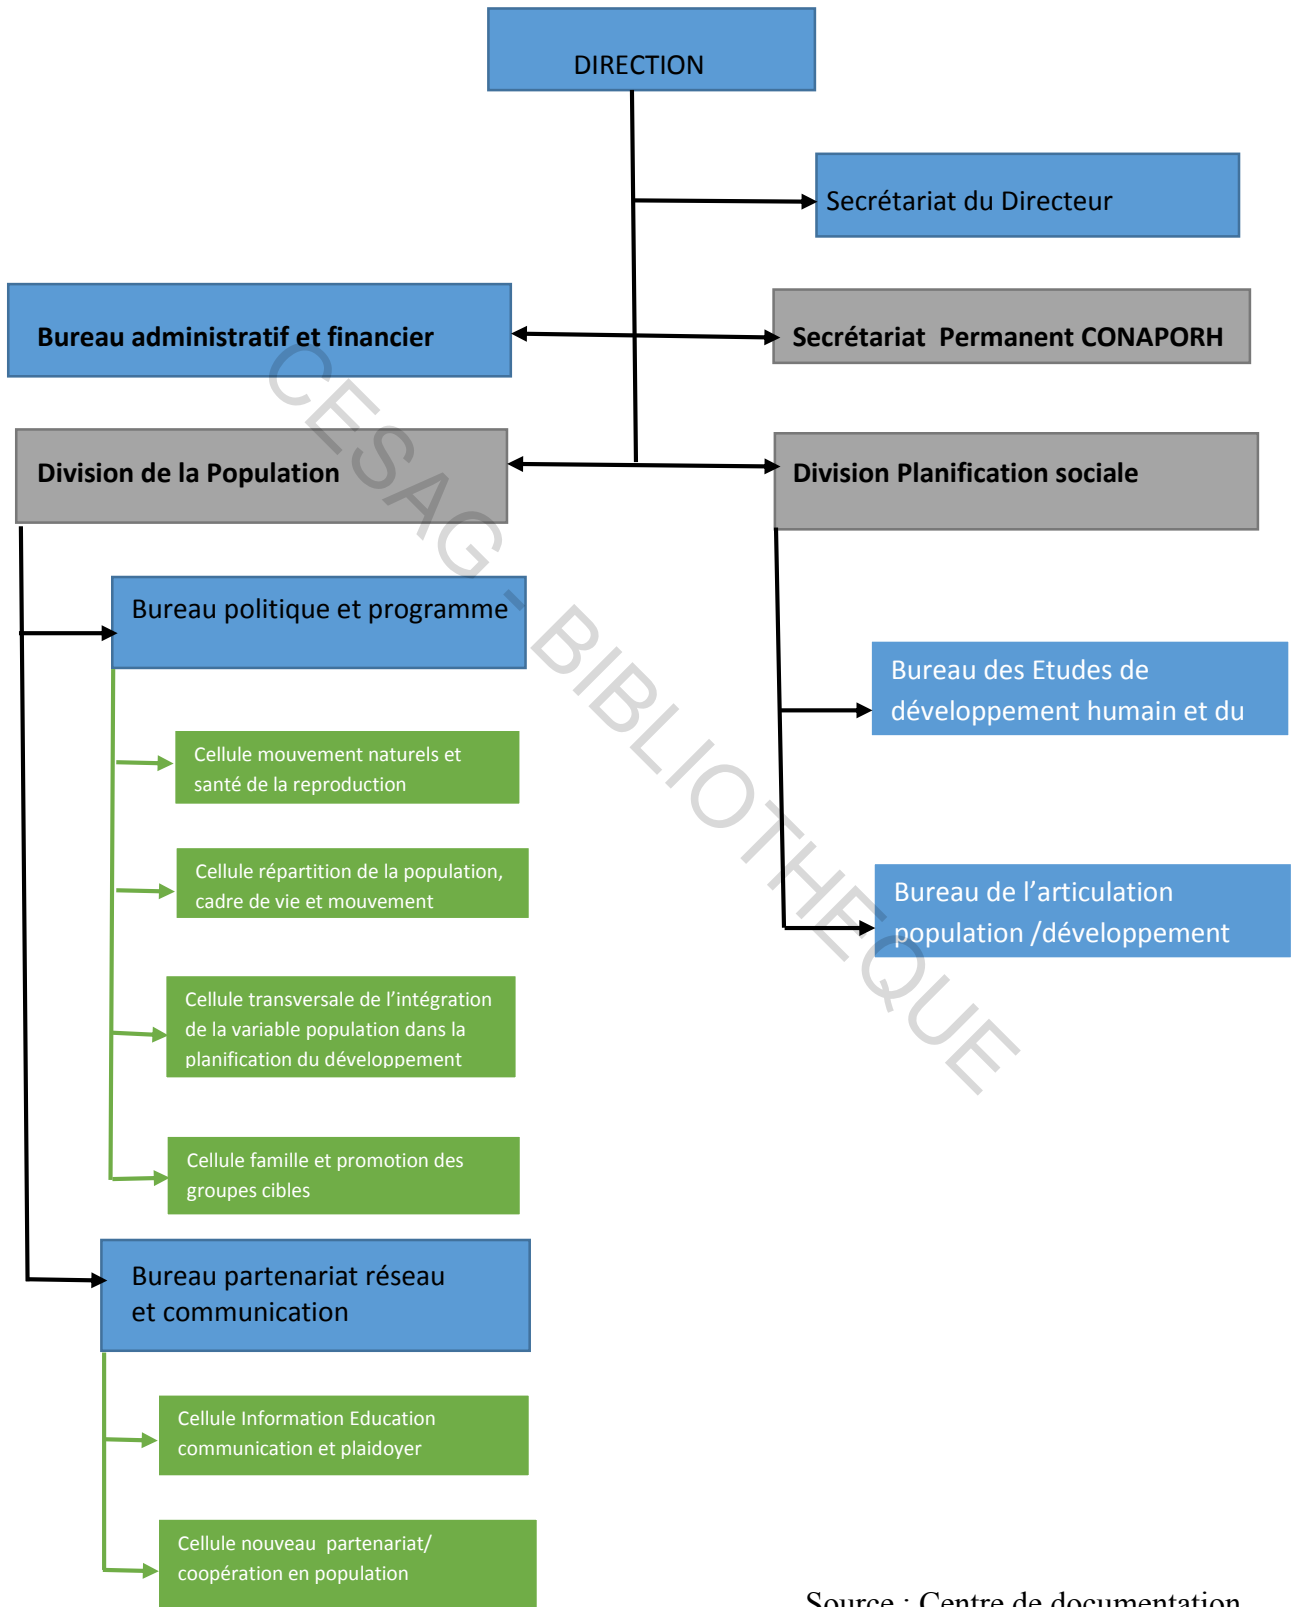 DIRECTION
Secrétariat du Directeur
Bureau administratif et financier
Secrétariat Permanent CONAPORH
Division de la Population
Division Planification sociale
Bureau politique et programme
Cellule mouvement naturels et
santé de la reproduction
Cellule répartition de la population,
cadre de vie et mouvement
Cellule transversale de l’intégration
de la variable population dans la
planification du développement
Cellule famille et promotion des
groupes cibles
Bureau partenariat réseau
et communication
Cellule Information Education
communication et plaidoyer
Cellule nouveau partenariat/
coopération en population
Bureau des Etudes de
développement humain et du
Bureau de l’articulation
population /développement
CESAG - BIBLIOTHEQUE
Source : Centre de documentation